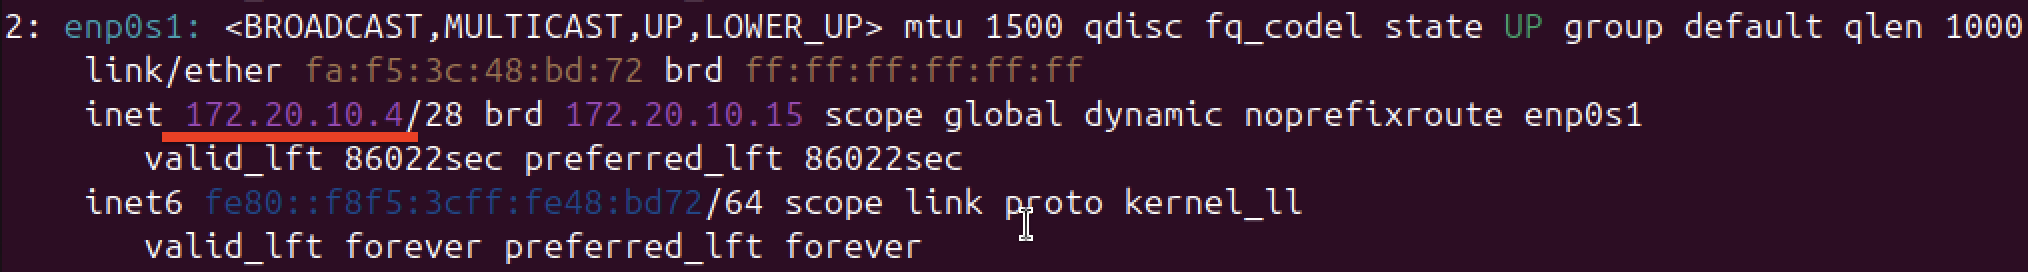 2: enp0s1: <BROADCAST,MULTICAST,UP,LOWER_UP> mtu 1500 qdisc fq_codel state UP group default qlen 1000
link/ether fa:f5:3c:48:bd:72 brd ff:ff:ff:ff:ff:ff
inet 172.20.10.4/28 brd 172.20.10.15 scope global dynamic noprefixroute enp0s1
valid_lft 86022sec preferred_lft 86022sec
inet6 fe80::f8f5:3cff:fe48:bd72/64 scope link proto kernel_ll
valid_lft forever preferred_lft forever